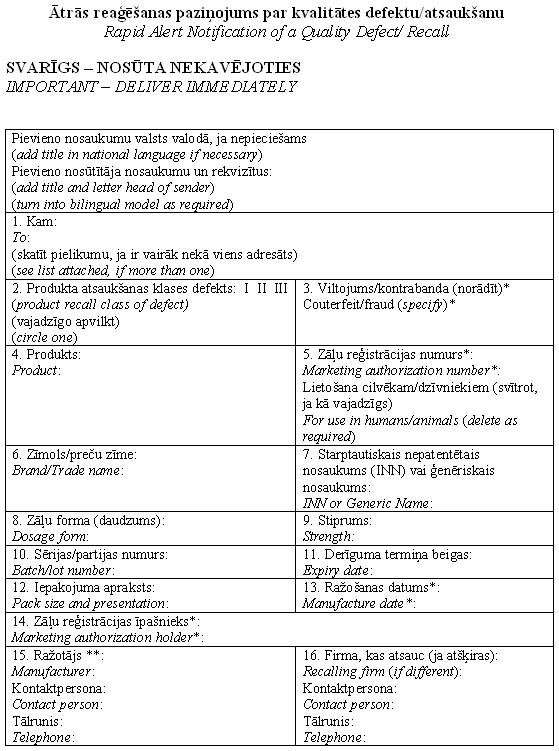 Ātrās reaģēšanas paziņojums par kvalitātes defektu/atsaukšanu
Rapid Alert Notification of a Quality Defect/ Recall
SVARĪGS – NOSŪTA NEKAVĒJOTIES
IMPORTANT – DELIVER IMMEDIATELY
Pievieno nosaukumu valsts valodā, ja nepieciešams
(add title in national language if necessary)
Pievieno nosūtītāja nosaukumu un rekvizītus:
(add title and letter head of sender)
(turn into bilingual model as required)
1. Kam:
To:
(skatīt pielikumu, ja ir vairāk nekā viens adresāts)
(see list attached, if more than one)
2. Produkta atsaukšanas klases defekts: I II III
(product recall class of defect)
(vajadzīgo apvilkt)
(circle one)
3. Viltojums/kontrabanda (norādīt)*
Couterfeit/fraud (specify)*
4. Produkts:
Product:
5. Zāļu reģistrācijas numurs*:
Marketing authorization number*:
Lietošana cilvēkam/dzīvniekiem (svītrot,
ja kā vajadzīgs)
For use in humans/animals (delete as
required)
6. Zīmols/preču zīme:
Brand/Trade name:
7. Starptautiskais nepatentētais
nosaukums (INN) vai ģenēriskais
nosaukums:
INN or Generic Name:
8. Zāļu forma (daudzums):
Dosage form:
9. Stiprums:
Strength:
10. Sērijas/partijas numurs:
Batch/lot number:
11. Derīguma termiņa beigas:
Expiry date:
12. Iepakojuma apraksts:
Pack size and presentation:
13. Ražošanas datums*:
Manufacture date*:
14. Zāļu reģistrācijas īpašnieks*:
Marketing authorization holder*:
15. Ražotājs **:
Manufacturer:
Kontaktpersona:
Contact person:
Tālrunis:
Telephone:
16. Firma, kas atsauc (ja atšķiras):
Recalling firm (if different):
Kontaktpersona:
Contact person:
Tālrunis:
Telephone: